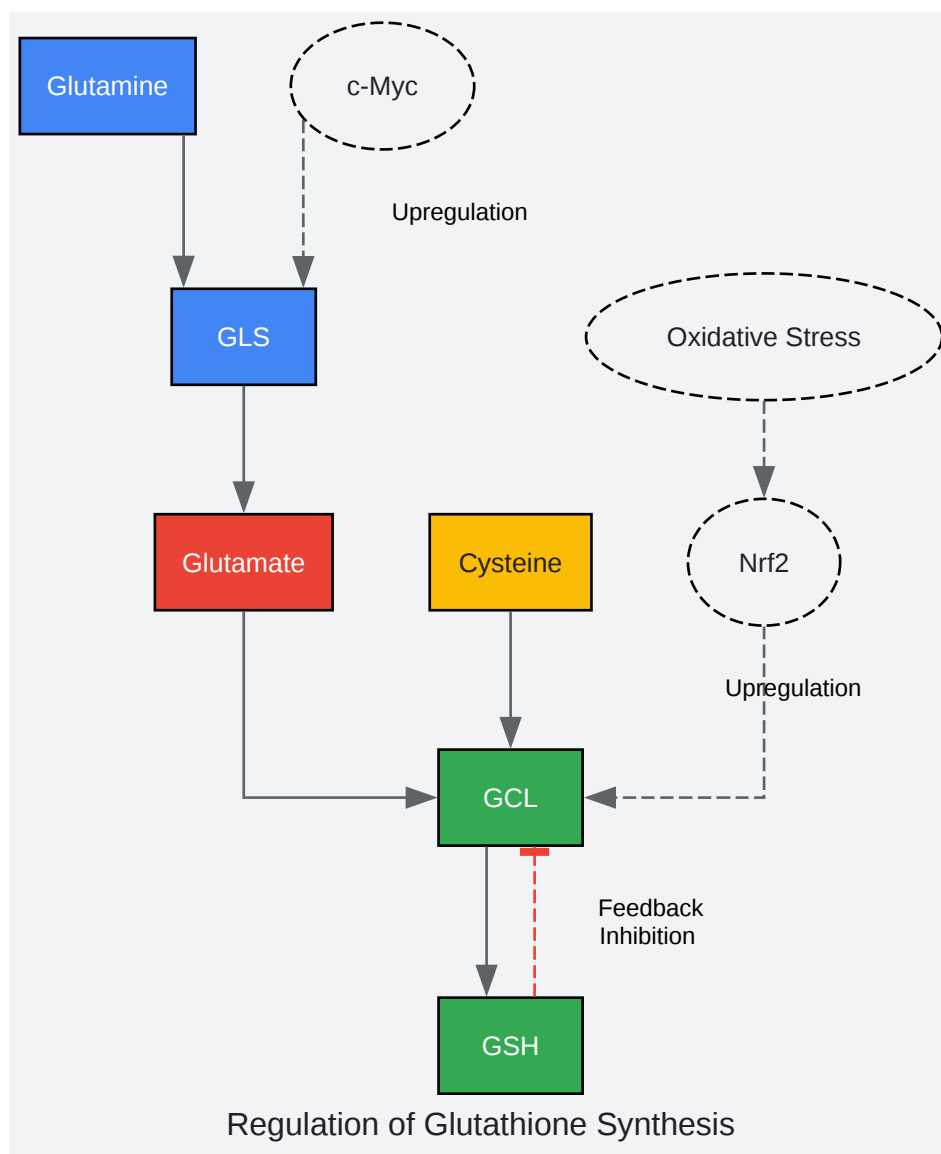 Glutamine
c-Myc
Upregulation
GLS
Oxidative Stress
Glutamate
Cysteine
Nrf2
Upregulation
GCL
Feedback
Inhibition
GSH
Regulation of Glutathione Synthesis